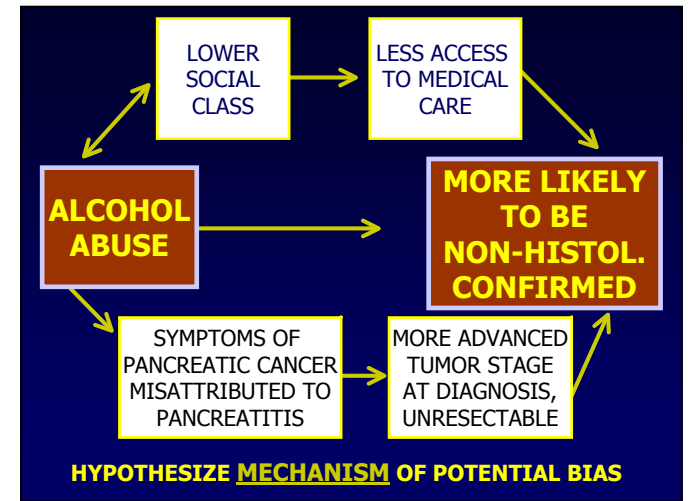 LOWER
SOCIAL
CLASS
LESS ACCESS
TO MEDICAL
CARE
ALCOHOL
ABUSE
MORE LIKELY
TO BE
NON-HISTOL.
CONFIRMED
SYMPTOMS OF
PANCREATIC CANCER
MISATTRIBUTED TO
PANCREATITIS
MORE ADVANCED
TUMOR STAGE
AT DIAGNOSIS,
UNRESECTABLE
HYPOTHESIZE MECHANISM OF POTENTIAL BIAS